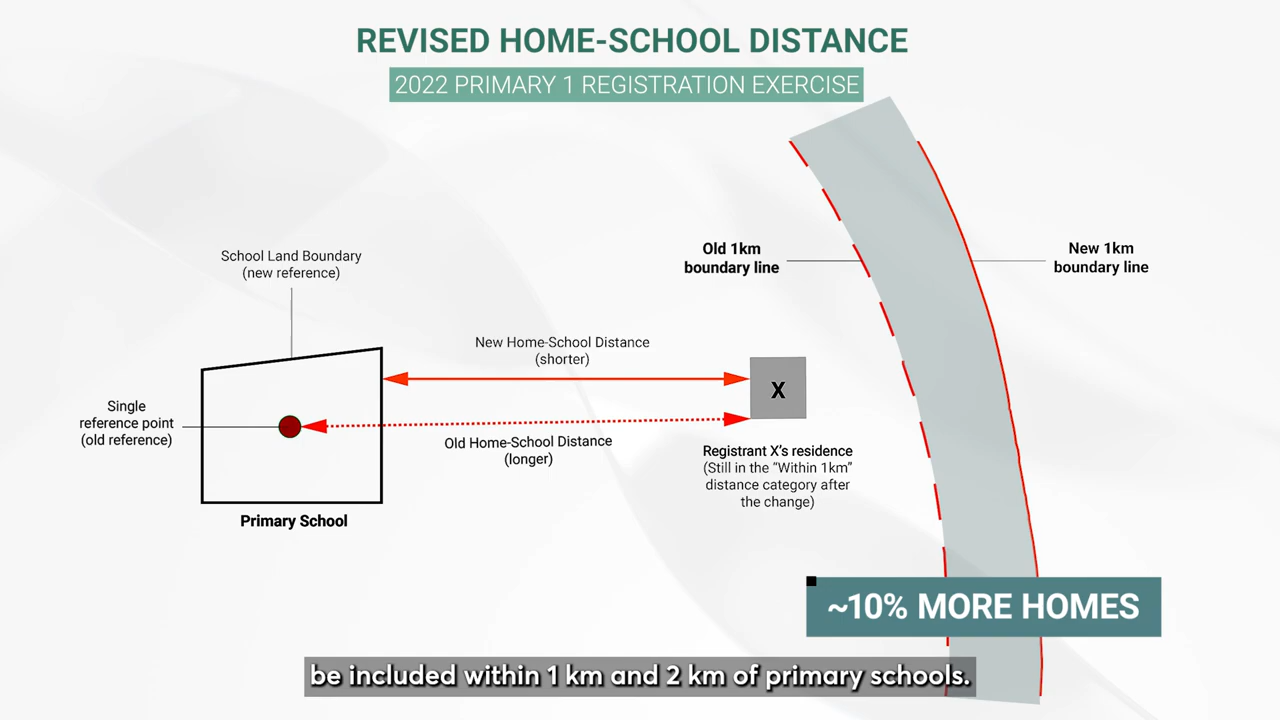 REVISED HOME-SCHOOL DISTANCE
2022 PRIMARY 1 REGISTRATION EXERCISE
School Land Boundary
(new reference)
Old 1km
boundary line
New 1km
boundary line
New Home-School Distance
(shorter)
X
Single
reference point
(old reference)
Old Home-School Distance
(longer)
Registrant X's residence
(Still in the "Within 1km"
distance category after
the change)
Primary School
~10% MORE HOMES
be included within 1 km and 2 km of primary schools.